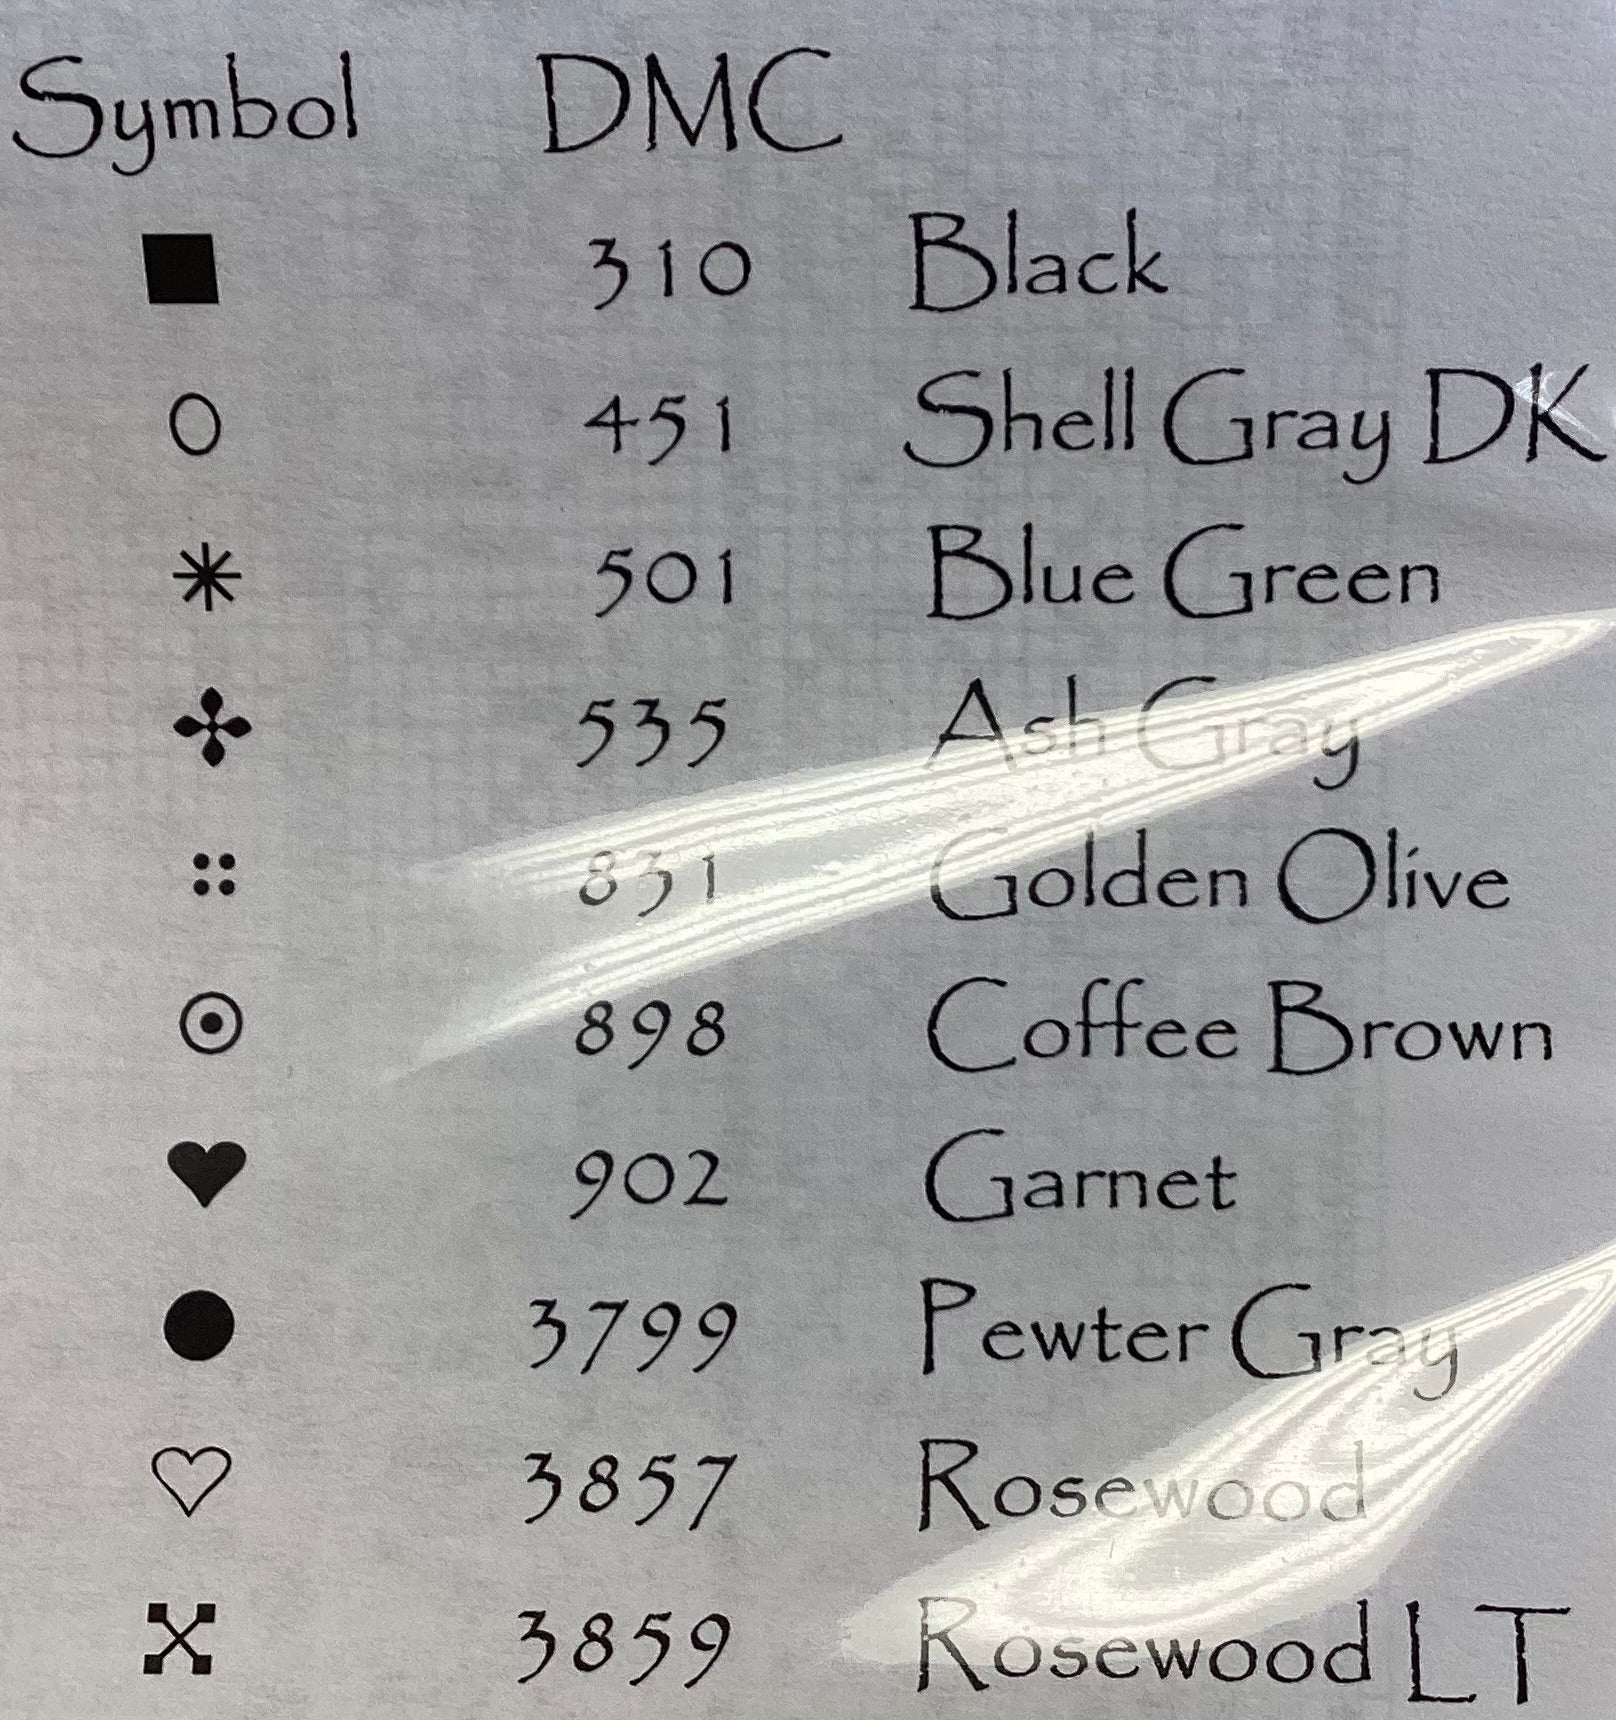 Symbol DMC
■ 310 Black
○ 451 Shell Gray DK
✳ 501 Blue Green
✤ 535 Ash Gray
⸬ 831 Golden Olive
☉ 898 Coffee Brown
♥ 902 Garnet
● 3799 Pewter Gray
♡ 3857 Rosewood
3859 Rosewood LT